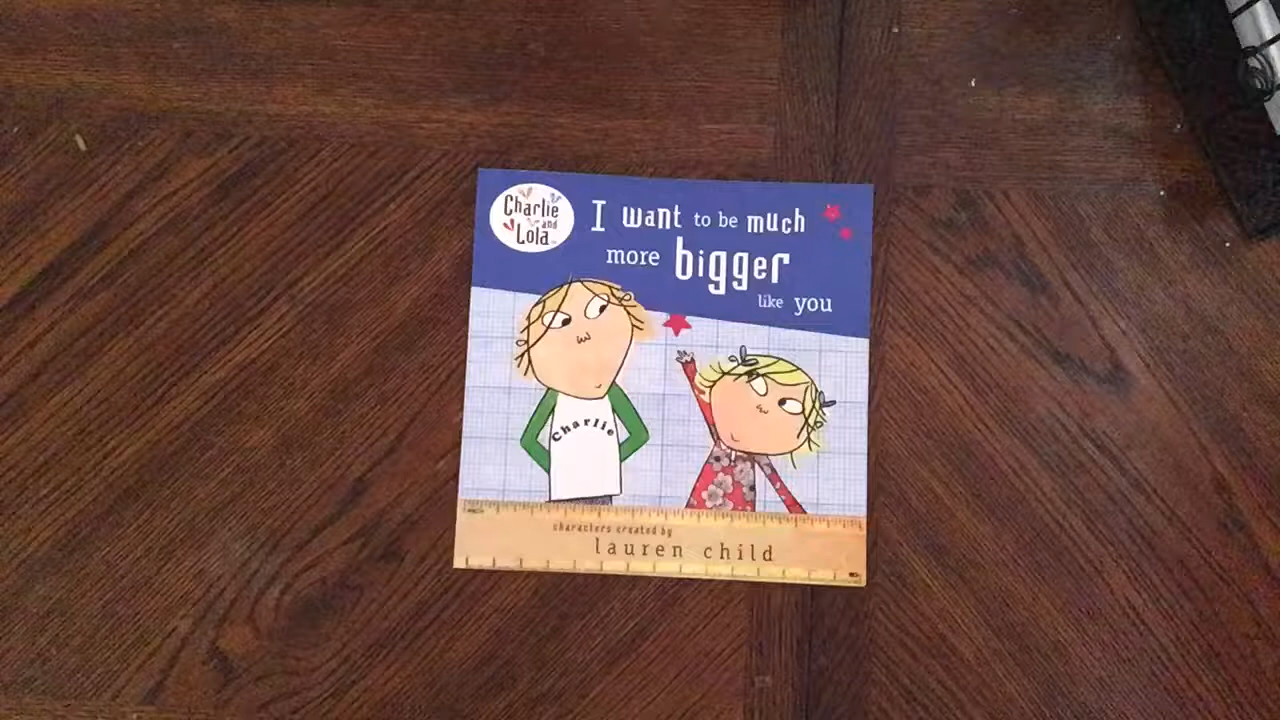 Charlie
and
Lola
I want to be much
more bigger
like you
Charlie
characters created by
lauren child